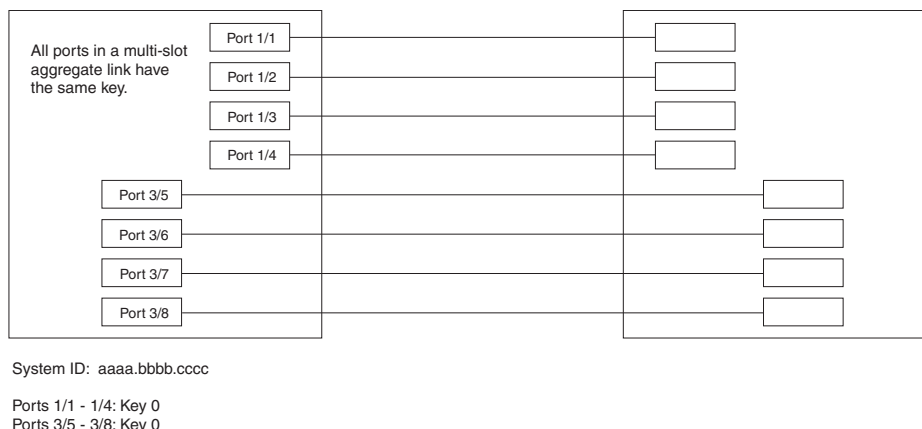 All ports in a multi-slot
aggregate link have
the same key.
Port 1/1
Port 1/2
Port 1/3
Port 1/4
Port 3/5
Port 3/6
Port 3/7
Port 3/8
System ID: aaaa.bbbb.cccc
Ports 1/1 - 1/4: Key 0
Ports 3/5 - 3/8: Key 0